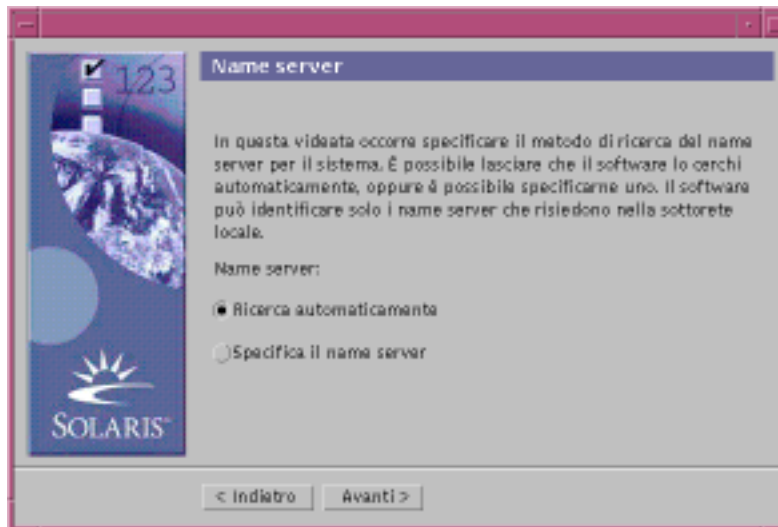 123
Name server
In questa videata occorre specificare il metodo di ricerca del name
server per il sistema. É possibile lasciare che il software lo cerchi
automaticamente, oppure é possibile specificarne uno. Il software
può identificare solo i name server che risiedono nella sottorete
locale.
Name server:
Ricerca automaticamente
Specifica il name server
SOLARIS™
< Indietro
Avanti >